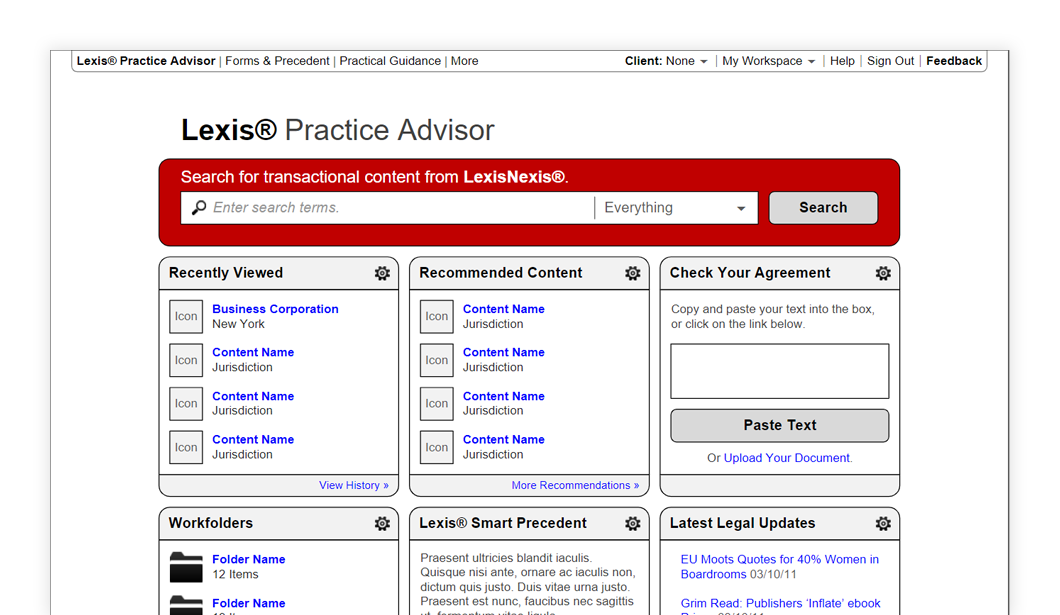 Lexis® Practice Advisor | Forms & Precedent | Practical Guidance | More
Client: None | My Workspace | Help | Sign Out | Feedback
Lexis® Practice Advisor
Search for transactional content from LexisNexis®.
Enter search terms.
Everything
Search
Recently Viewed
Icon
Business Corporation
New York
Icon
Content Name
Jurisdiction
Icon
Content Name
Jurisdiction
Icon
Content Name
Jurisdiction
View History »
Recommended Content
Icon
Content Name
Jurisdiction
Icon
Content Name
Jurisdiction
Icon
Content Name
Jurisdiction
Icon
Content Name
Jurisdiction
More Recommendations »
Check Your Agreement
Copy and paste your text into the box,
or click on the link below.
Paste Text
Or Upload Your Document.
Workfolders
Folder Name
12 Items
Folder Name
Lexis® Smart Precedent
Praesent ultricies blandit iaculis.
Quisque nisi ante, ornare ac iaculis non,
dictum quis justo. Duis vitae urna justo.
Praesent est nunc, faucibus nec sagittis
Latest Legal Updates
EU Moots Quotes for 40% Women in
Boardrooms 03/10/11
Grim Read: Publishers ‘Inflate’ ebook